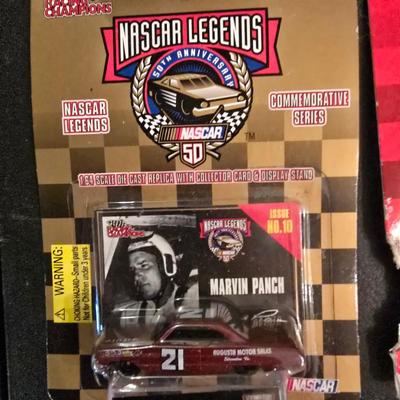 RACING CHAMPIONS
NASCAR LEGENDS
50TH ANNIVERSARY
NASCAR
LEGENDS
COMMEMORATIVE
SERIES
NASCAR
TM
50
1:64 SCALE DIE CAST REPLICA WITH COLLECTOR CARD & DISPLAY STAND
NASCAR LEGENDS
ISSUE
NO.10
MARVIN PANCH
WARNING:
CHOKING HAZARD-Small parts
Not for Children under 3 years
21
AUGUSTA MOTOR SALES
NASCAR